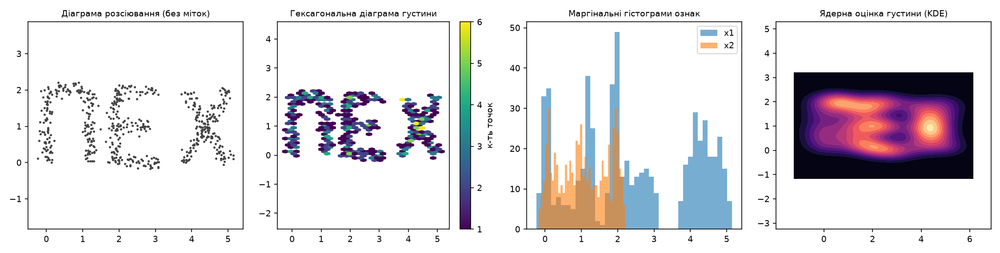 Діаграма розсіювання (без міток)
3
2
1
0
−1
0 1 2 3 4 5
ПЕХ
Гексагональна діаграма густини
4
3
2
1
0
−1
−2
0 1 2 3 4 5
ПЕХ
6
5
4
3
2
1
к-ть точок
Маргінальні гістограми ознак
x1
x2
50
40
30
20
10
0
0 1 2 3 4 5
Ядерна оцінка густини (KDE)
5
4
3
2
1
0
−1
−2
−3
0 2 4 6